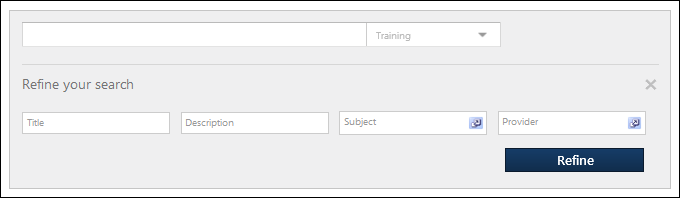 Training
Refine your search
Title
Description
Subject
Provider
Refine